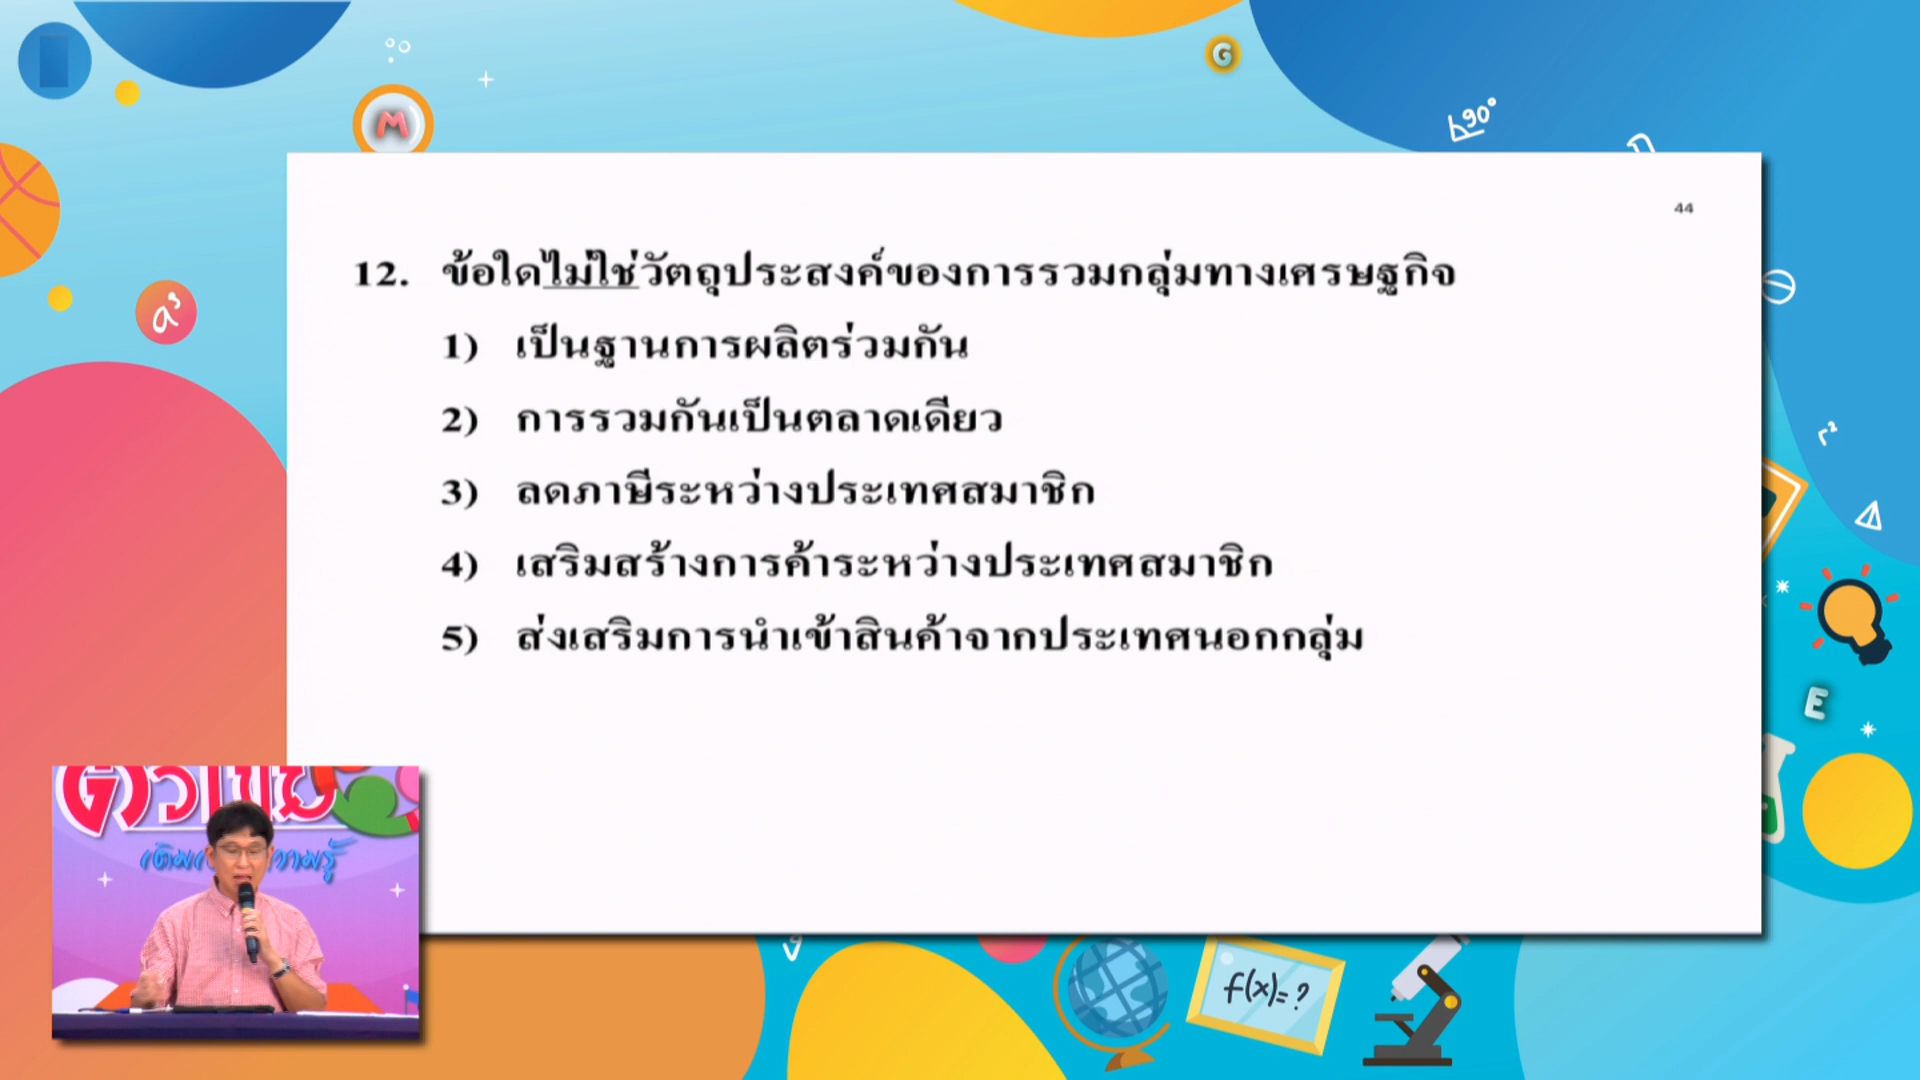 M
G
90°
44
a³
12. ข้อใดไม่ใช่วัตถุประสงค์ของการรวมกลุ่มทางเศรษฐกิจ
1) เป็นฐานการผลิตร่วมกัน
2) การรวมกันเป็นตลาดเดียว
3) ลดภาษีระหว่างประเทศสมาชิก
4) เสริมสร้างการค้าระหว่างประเทศสมาชิก
5) ส่งเสริมการนำเข้าสินค้าจากประเทศนอกกลุ่ม
r²
E
f(x)=?